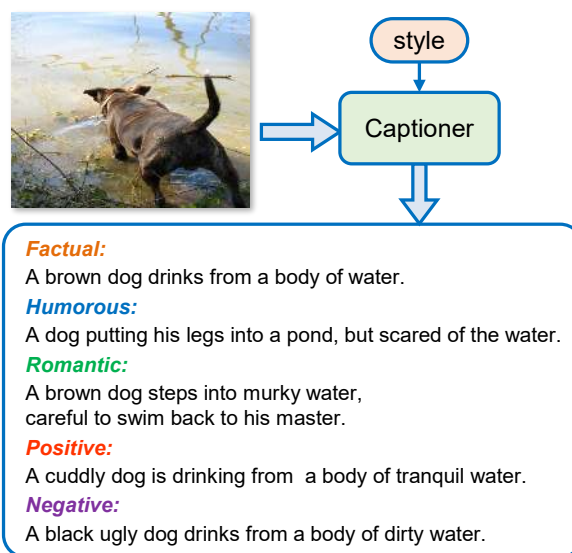 style
Captioner
Factual:
A brown dog drinks from a body of water.
Humorous:
A dog putting his legs into a pond, but scared of the water.
Romantic:
A brown dog steps into murky water,
careful to swim back to his master.
Positive:
A cuddly dog is drinking from  a body of tranquil water.
Negative:
A black ugly dog drinks from a body of dirty water.